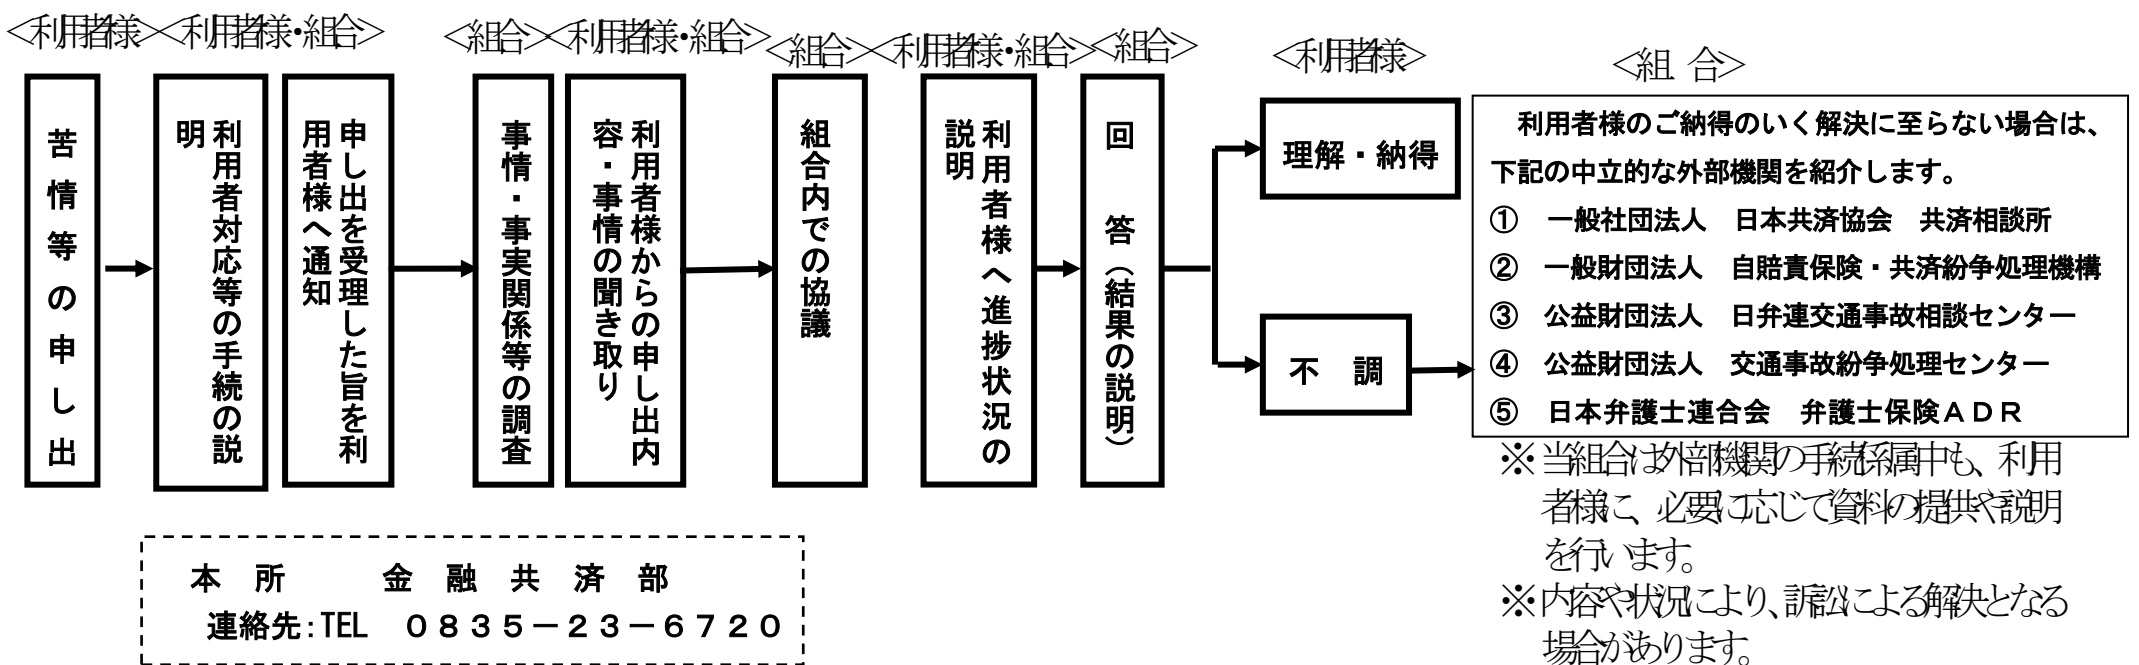 ＜利用者様＞＜利用者様・組合＞
＜組合＞＜利用者様・組合＞
＜組合＞＜利用者様・組合＞
＜組合＞
＜利用者様＞
＜組 合＞
苦情等の申し出
利用者対応等の手続の説
明
申し出を受理した旨を利
用者様へ通知
事情・事実関係等の調査
利用者様からの申し出内
容・事情の聞き取り
組合内での協議
利用者様へ進捗状況の
説明
回　答（結果の説明）
理解・納得
不　調
利用者様のご納得のいく解決に至らない場合は、
下記の中立的な外部機関を紹介します。
①　一般社団法人　日本共済協会　共済相談所
②　一般財団法人　自賠責保険・共済紛争処理機構
③　公益財団法人　日弁連交通事故相談センター
④　公益財団法人　交通事故紛争処理センター
⑤　日本弁護士連合会　弁護士保険ＡＤＲ
※当組合は外部機関の手続係属中も、利用
者様に、必要に応じて資料の提供や説明
を行います。
※内容や状況により、訴訟による解決となる
場合があります。
本　所　　金　融　共　済　部
連絡先：TEL　０８３５－２３－６７２０